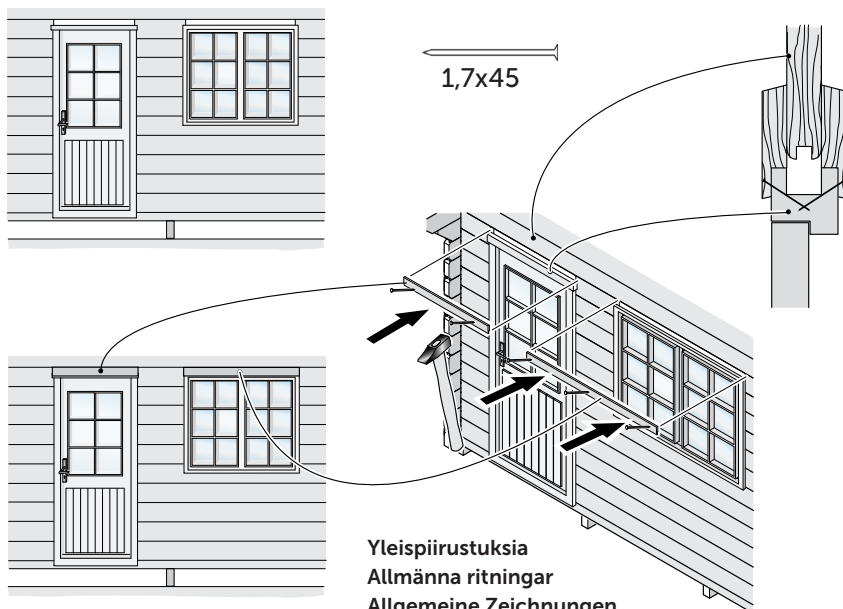 1,7x45
Yleispiirustuksia
Allmänna ritningar
Allgemeine Zeichnungen